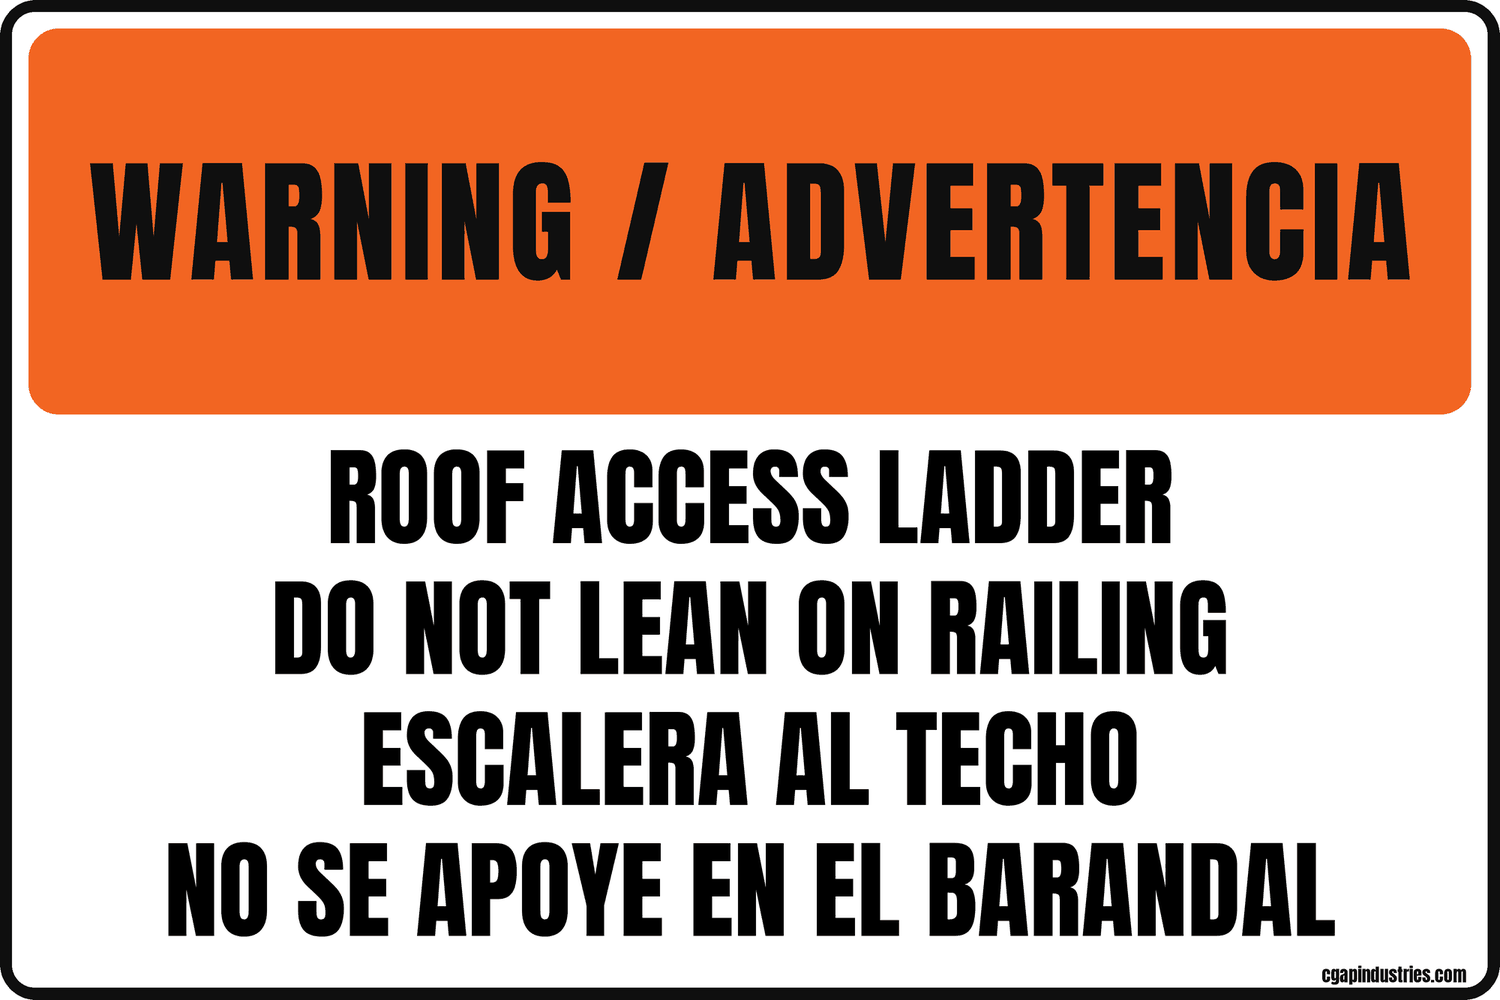 WARNING / ADVERTENCIA
ROOF ACCESS LADDER
DO NOT LEAN ON RAILING
ESCALERA AL TECHO
NO SE APOYE EN EL BARANDAL
cgapindustries.com